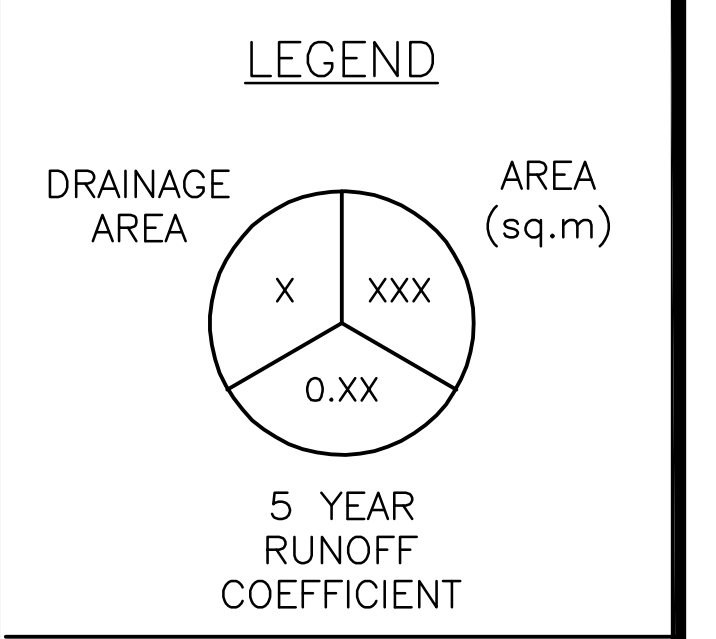 LEGEND
DRAINAGE
AREA
AREA
(sq.m)
X
XXX
0.XX
5 YEAR
RUNOFF
COEFFICIENT